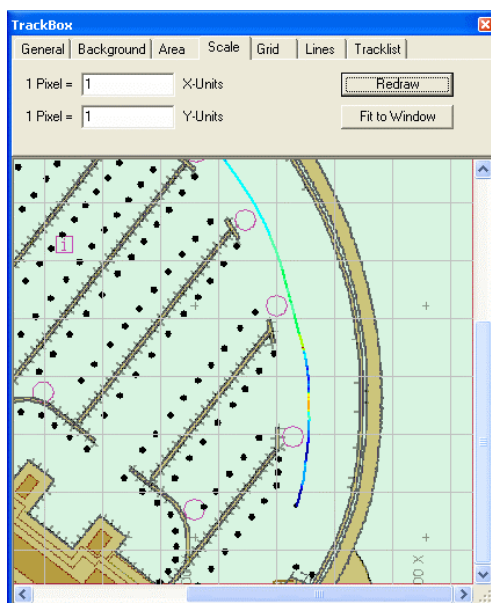 TrackBox
General Background Area Scale Grid Lines Tracklist
1 Pixel = 1 X-Units Redraw
1 Pixel = 1 Y-Units Fit to Window
i
00 X